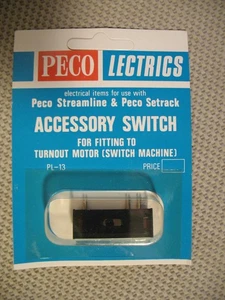 PECO LECTRICS
electrical items for use with
Peco Streamline & Peco Setrack
ACCESSORY SWITCH
FOR FITTING TO
TURNOUT MOTOR (SWITCH MACHINE)
PL-13 PRICE